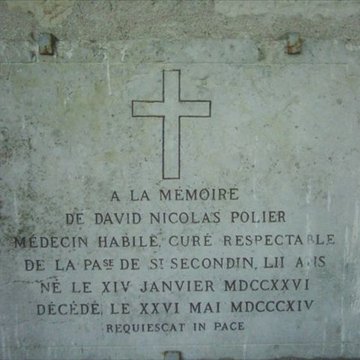 A LA MÉMOIRE
DE DAVID NICOLAS POLIER
MÉDECIN HABILE, CURÉ RESPECTABLE
DE LA PASE DE ST SECONDIN, LII ANS
NÉ LE XIV JANVIER MDCCXXVI
DÉCÉDÉ, LE XXVI MAI MDCCCXIV
REQUIESCAT IN PACE